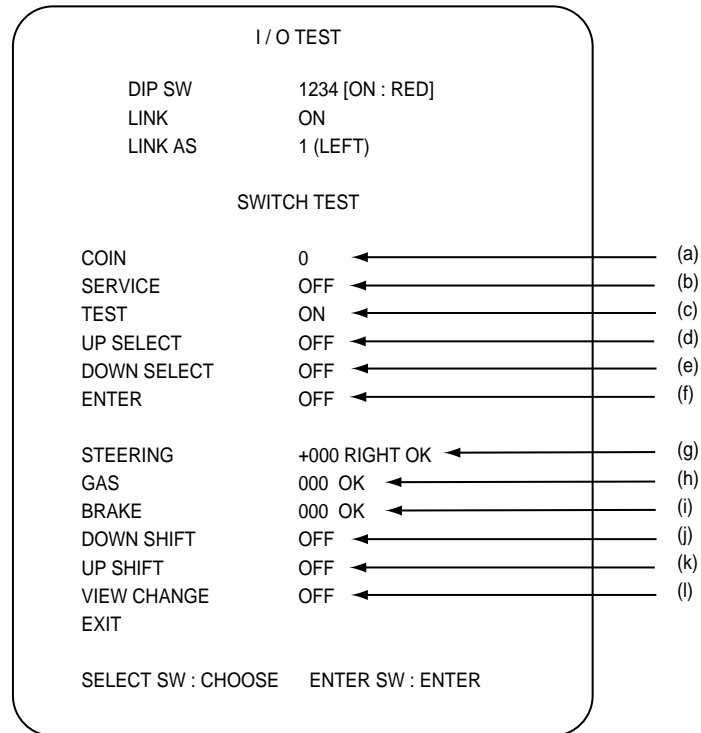 I / O TEST
DIP SW 1234 [ON : RED]
LINK ON
LINK AS 1 (LEFT)
SWITCH TEST
COIN 0 (a)
SERVICE OFF (b)
TEST ON (c)
UP SELECT OFF (d)
DOWN SELECT OFF (e)
ENTER OFF (f)
STEERING +000 RIGHT OK (g)
GAS 000 OK (h)
BRAKE 000 OK (i)
DOWN SHIFT OFF (j)
UP SHIFT OFF (k)
VIEW CHANGE OFF (l)
EXIT
SELECT SW : CHOOSE ENTER SW : ENTER